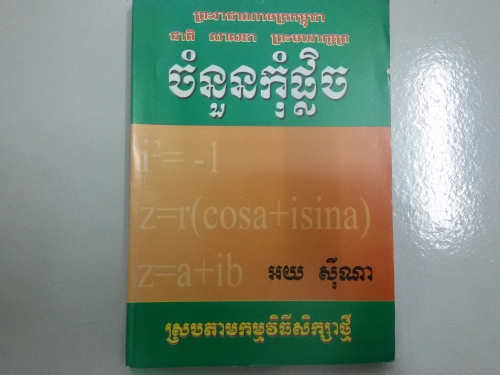 ព្រះរាជាណាចក្រកម្ពុជា
ជាតិ សាសនា ព្រះមហាក្សត្រ
ចំនួនកុំផ្លិច
i²= -1
z=r(cosa+isina)
z=a+ib
អយ ស៊ីណា
ស្របតាមកម្មវិធីសិក្សាថ្មី